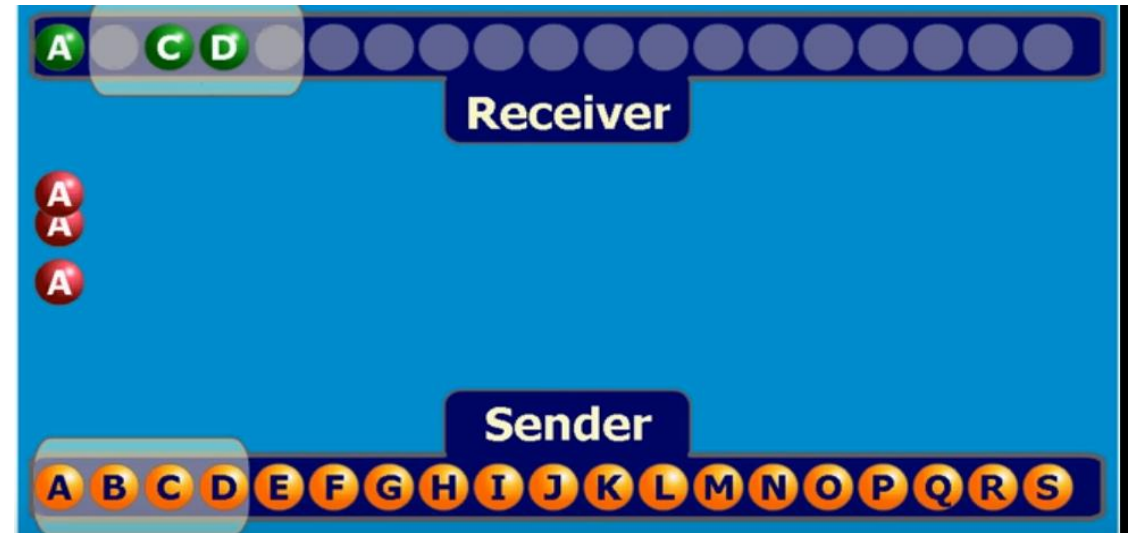 A C D
Receiver
A
A
A
Sender
A B C D E F G H I J K L M N O P Q R S